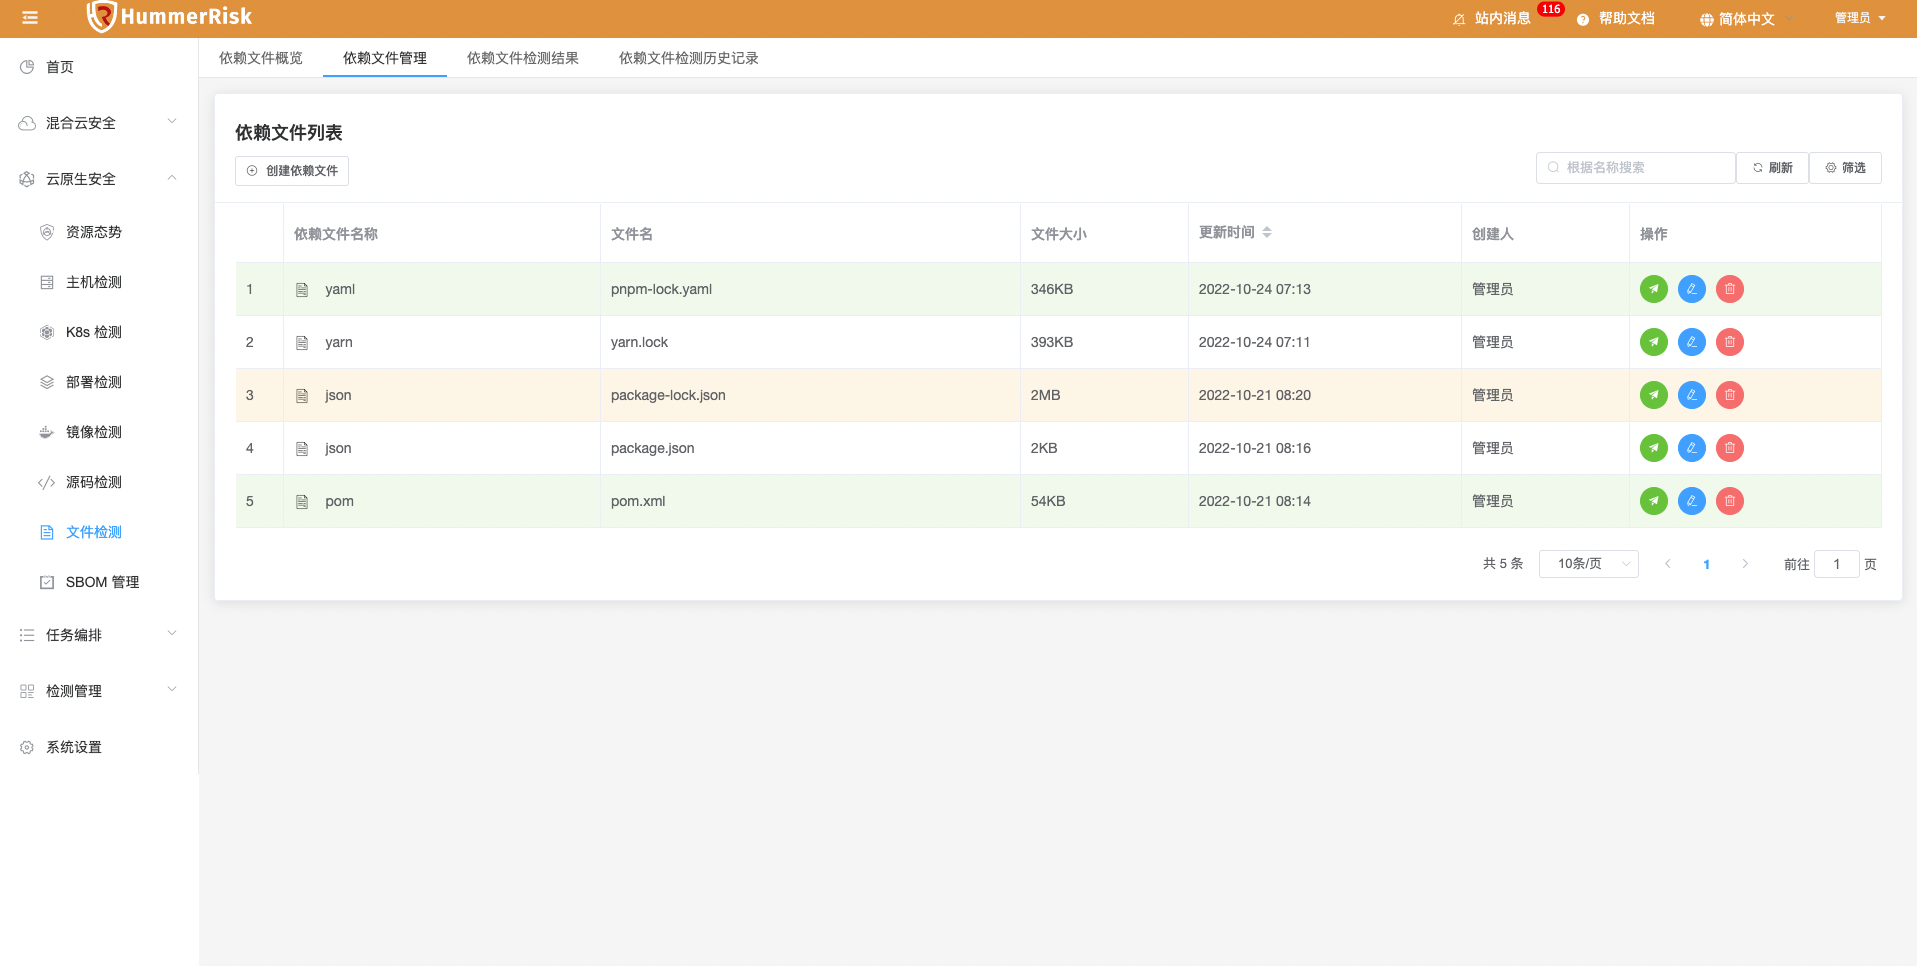 HummerRisk
站内消息 116 帮助文档 简体中文 管理员
首页
混合云安全
云原生安全
资源态势
主机检测
K8s 检测
部署检测
镜像检测
源码检测
文件检测
SBOM 管理
任务编排
检测管理
系统设置
依赖文件概览 依赖文件管理 依赖文件检测结果 依赖文件检测历史记录
依赖文件列表
创建依赖文件 根据名称搜索 刷新 筛选
依赖文件名称 文件名 文件大小 更新时间 创建人 操作
1 yaml pnpm-lock.yaml 346KB 2022-10-24 07:13 管理员
2 yarn yarn.lock 393KB 2022-10-24 07:11 管理员
3 json package-lock.json 2MB 2022-10-21 08:20 管理员
4 json package.json 2KB 2022-10-21 08:16 管理员
5 pom pom.xml 54KB 2022-10-21 08:14 管理员
共 5 条 10条/页 1 前往 1 页